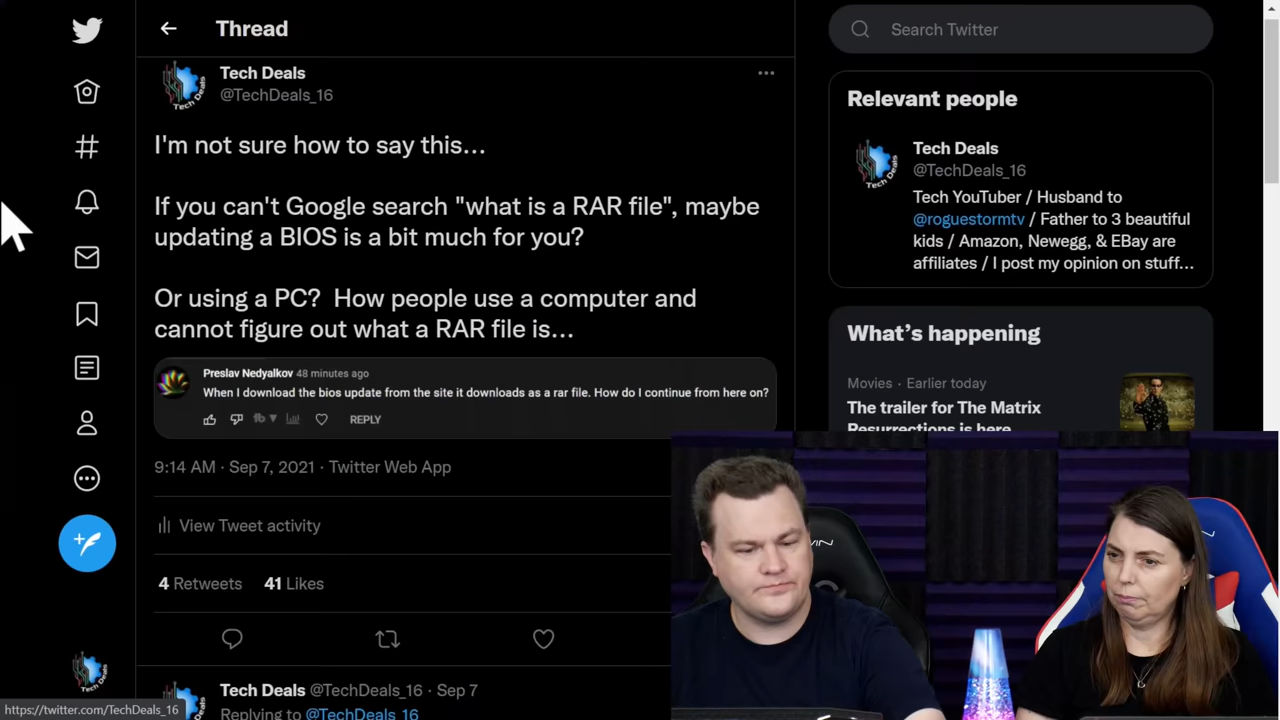 Thread
Tech Deals
@TechDeals_16
I'm not sure how to say this...
If you can't Google search "what is a RAR file", maybe
updating a BIOS is a bit much for you?
Or using a PC?  How people use a computer and
cannot figure out what a RAR file is...
Preslav Nedyalkov 48 minutes ago
When I download the bios update from the site it downloads as a rar file. How do I continue from here on?
REPLY
9:14 AM · Sep 7, 2021 · Twitter Web App
View Tweet activity
4 Retweets 41 Likes
Tech Deals @TechDeals_16 · Sep 7
Replying to @TechDeals_16
https://twitter.com/TechDeals_16
Search Twitter
Relevant people
Tech Deals
@TechDeals_16
Tech YouTuber / Husband to
@roguestormtv / Father to 3 beautiful
kids / Amazon, Newegg, & EBay are
affiliates / I post my opinion on stuff...
What's happening
Movies · Earlier today
The trailer for The Matrix
Resurrections is here